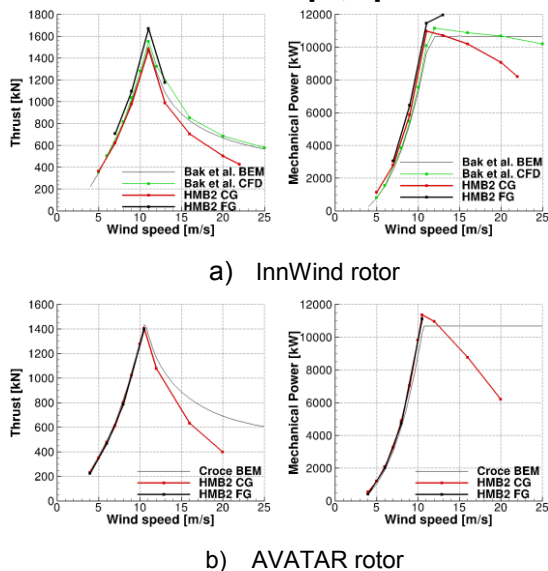 1800
1600
1400
1200
1000
800
600
400
200
0
Thrust [kN]
0 5 10 15 20 25
Wind speed [m/s]
Bak et al. BEM
Bak et al. CFD
HMB2 CG
HMB2 FG
12000
10000
8000
6000
4000
2000
0
Mechanical Power [kW]
0 5 10 15 20 25
Wind speed [m/s]
Bak et al. BEM
Bak et al. CFD
HMB2 CG
HMB2 FG
a) InnWind rotor
1600
1400
1200
1000
800
600
400
200
0
Thrust [kN]
0 5 10 15 20 25
Wind speed [m/s]
Croce BEM
HMB2 CG
HMB2 FG
12000
10000
8000
6000
4000
2000
0
Mechanical Power [kW]
0 5 10 15 20 25
Wind speed [m/s]
Croce BEM
HMB2 CG
HMB2 FG
b) AVATAR rotor